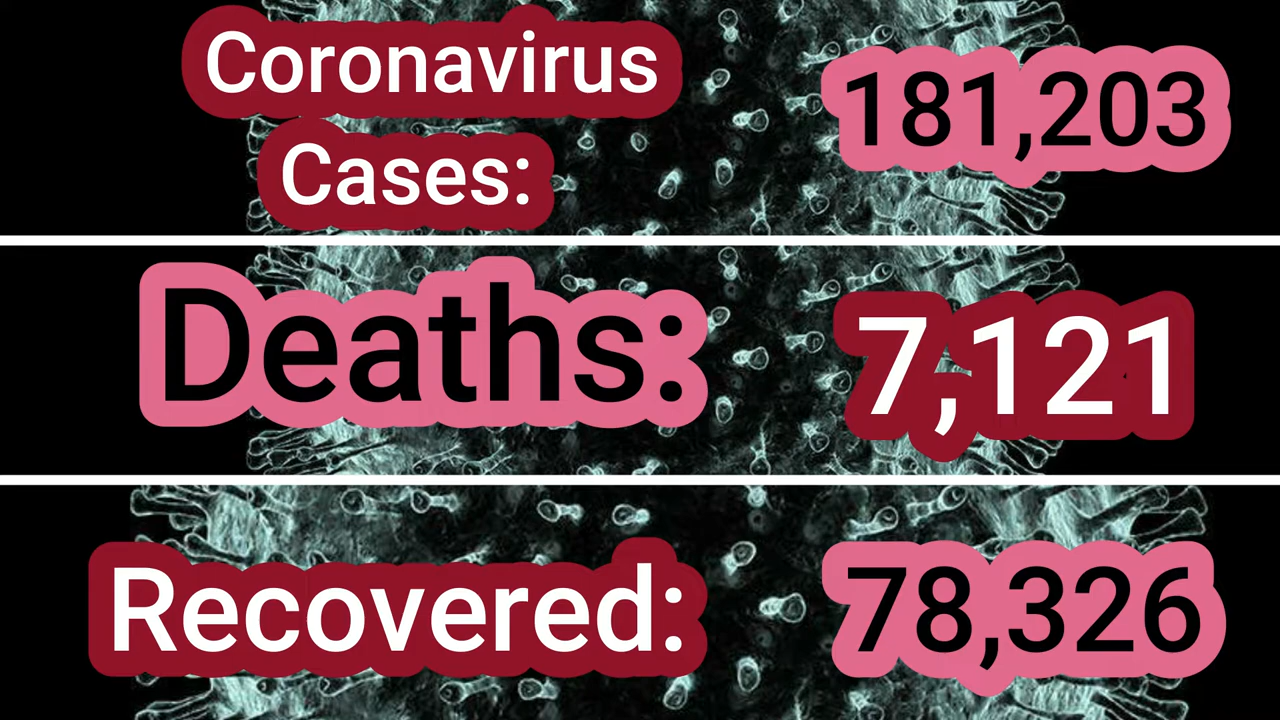 Coronavirus
Cases:
181,203
Deaths:
7,121
Recovered:
78,326